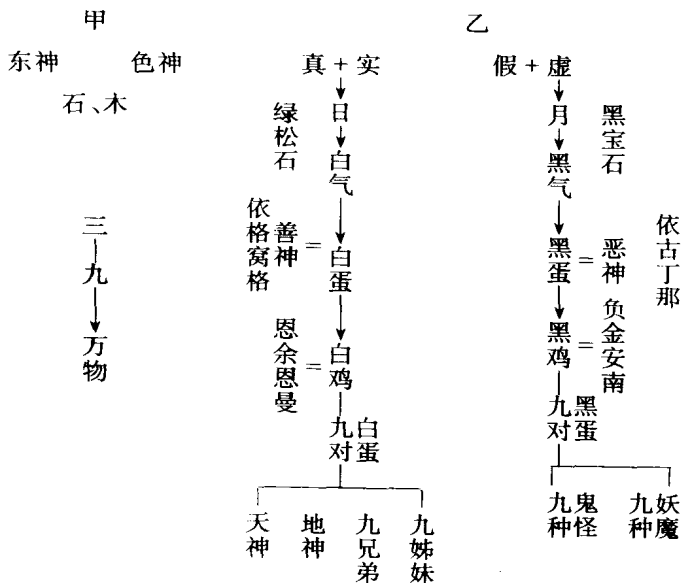 甲
东神 色神
石、木
三
九
万物
乙
真+实
日
绿松石
白气
依格窝格
善神
=
白蛋
恩余恩曼
=
白鸡
九对白蛋
天神
地神
九兄弟
九姊妹
假+虚
月
黑宝石
黑气
黑蛋
=
恶神
依古丁那
黑鸡
=
负金安南
九对黑蛋
九种鬼怪
九种妖魔